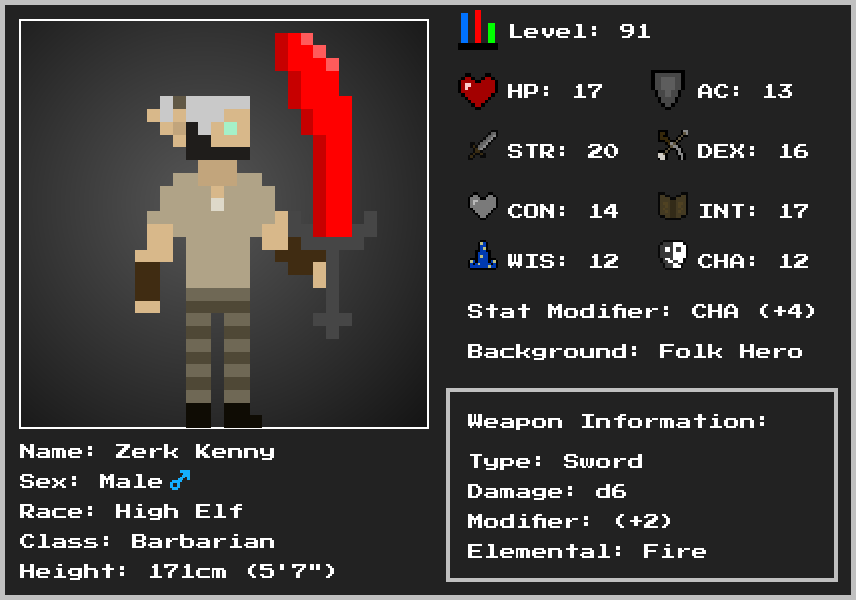 Level: 91
HP: 17 AC: 13
STR: 20 DEX: 16
CON: 14 INT: 17
WIS: 12 CHA: 12
Stat Modifier: CHA (+4)
Background: Folk Hero
Weapon Information:
Type: Sword
Damage: d6
Modifier: (+2)
Elemental: Fire
Name: Zerk Kenny
Sex: Male ♂
Race: High Elf
Class: Barbarian
Height: 171cm (5'7")